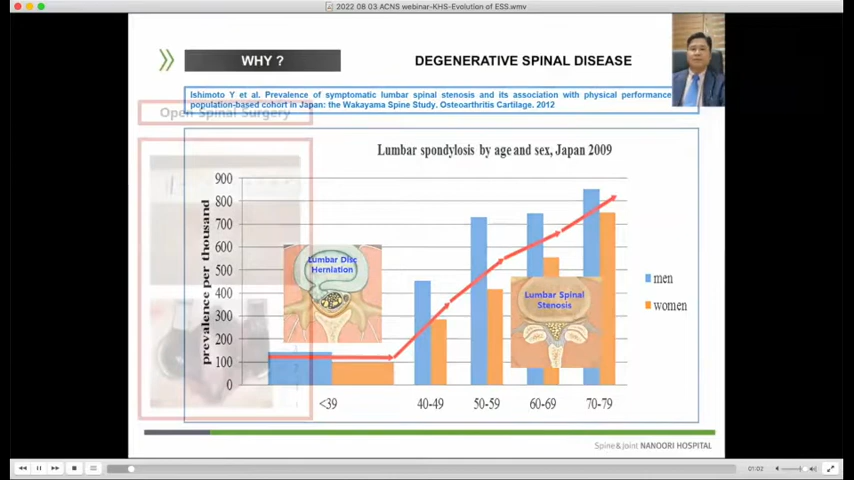 2022 08 03 ACNS webinar-KHS-Evolution of ESS.wmv
WHY ?
DEGENERATIVE SPINAL DISEASE
Ishimoto Y et al. Prevalence of symptomatic lumbar spinal stenosis and its association with physical performance
population-based cohort in Japan: the Wakayama Spine Study. Osteoarthritis Cartilage. 2012
Open Spinal Surgery
Lumbar spondylosis by age and sex, Japan 2009
prevalence per thousand
900
800
700
600
500
400
300
200
100
0
Lumbar Disc
Herniation
Lumbar Spinal
Stenosis
men
women
<39
40-49
50-59
60-69
70-79
Spine & Joint NANOORI HOSPITAL
01:02